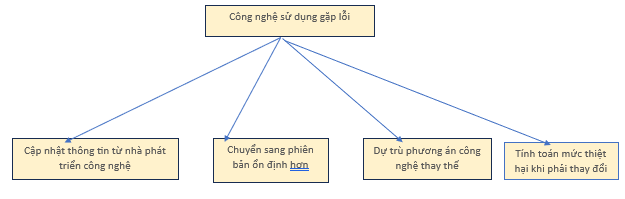 Công nghệ sử dụng gặp lỗi
Cập nhật thông tin từ nhà phát
triển công nghệ
Chuyển sang phiên
bản ổn định hơn
Dự trù phương án công
nghệ thay thế
Tính toán mức thiệt
hại khi phải thay đổi